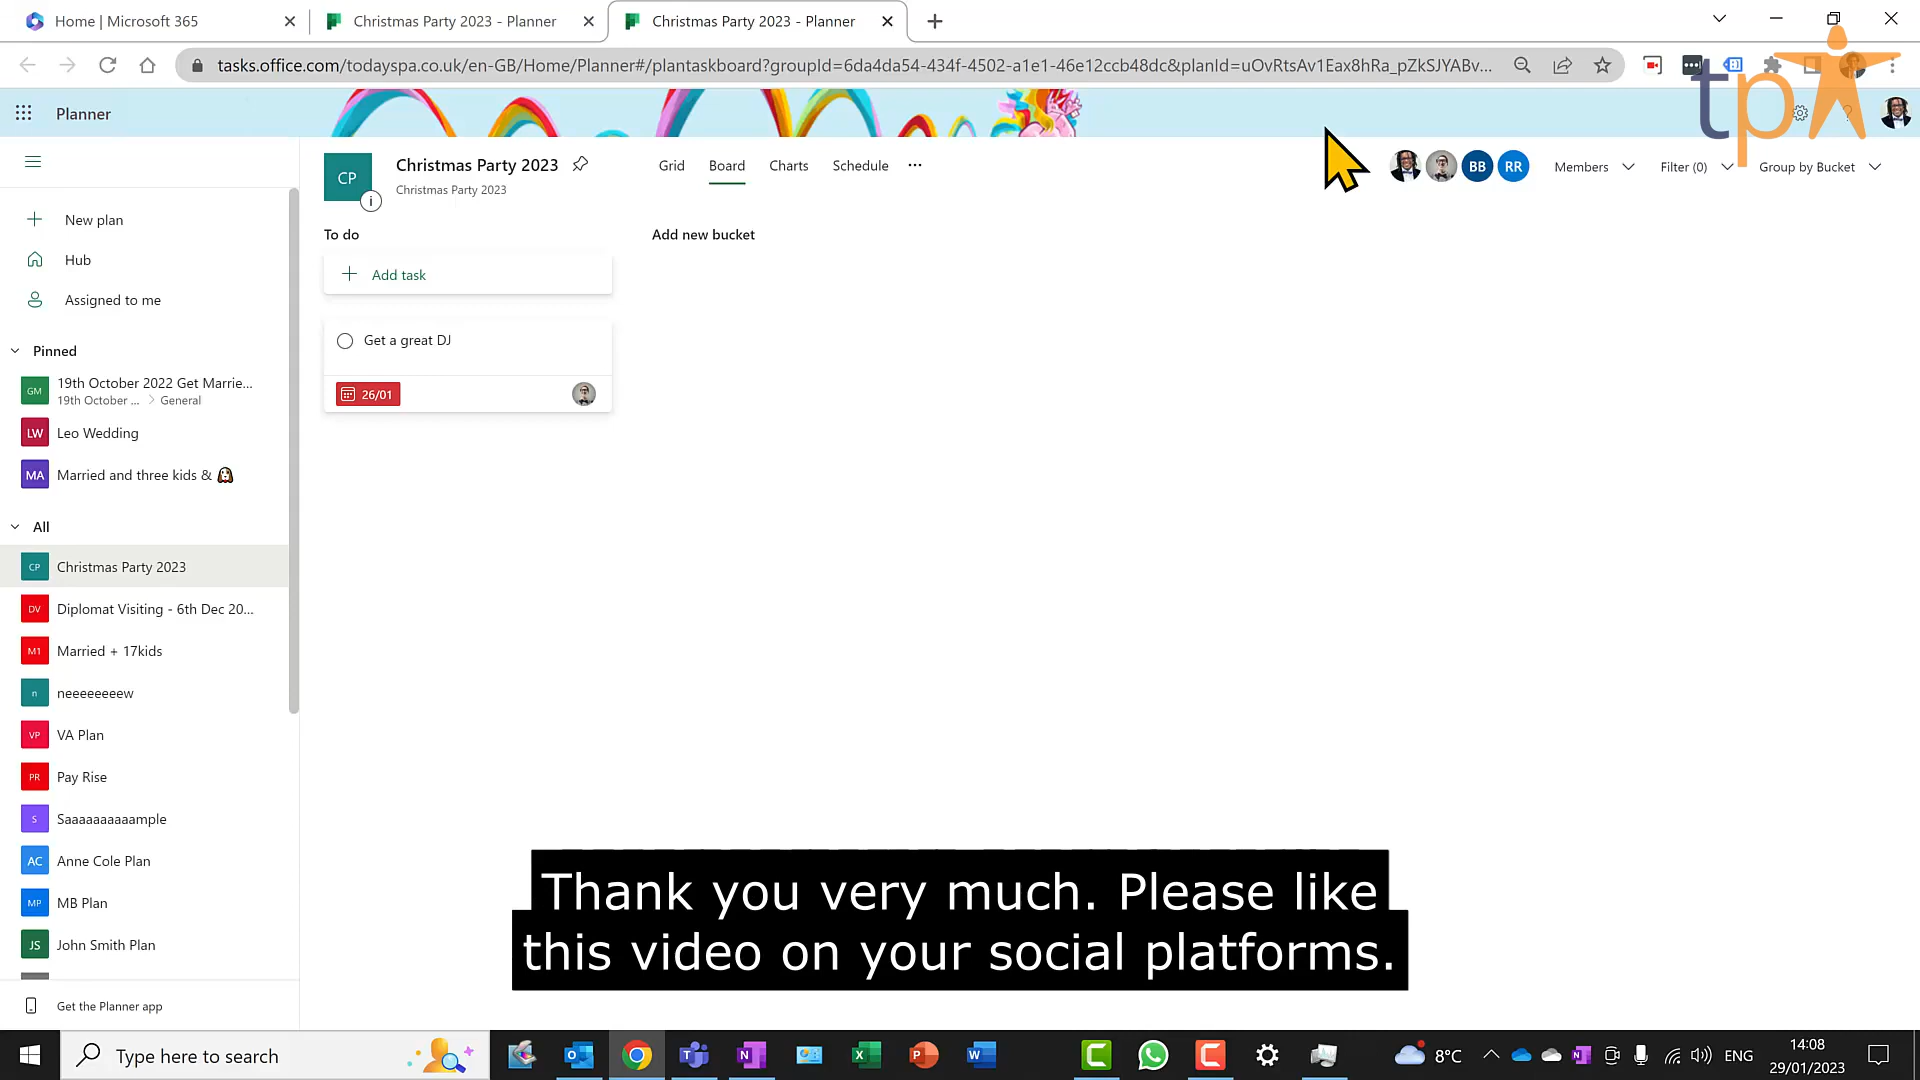 Home | Microsoft 365
Christmas Party 2023 - Planner
Christmas Party 2023 - Planner
tasks.office.com/todayspa.co.uk/en-GB/Home/Planner#/plantaskboard?groupId=6da4da54-434f-4502-a1e1-46e12ccb48dc&planId=uOvRtsAv1Eax8hRa_pZkSJYABv...
tp
Planner
CP
Christmas Party 2023
Christmas Party 2023
Grid
Board
Charts
Schedule
BB
RR
Members
Filter (0)
Group by Bucket
New plan
Hub
Assigned to me
Pinned
GM
19th October 2022 Get Marrie...
19th October ... > General
LW
Leo Wedding
MA
Married and three kids &
All
CP
Christmas Party 2023
DV
Diplomat Visiting - 6th Dec 20...
M1
Married + 17kids
n
neeeeeeeew
VP
VA Plan
PR
Pay Rise
S
Saaaaaaaaaample
AC
Anne Cole Plan
MP
MB Plan
JS
John Smith Plan
Get the Planner app
To do
Add task
Get a great DJ
26/01
Add new bucket
Thank you very much. Please like
this video on your social platforms.
Type here to search
8°C
ENG
14:08
29/01/2023